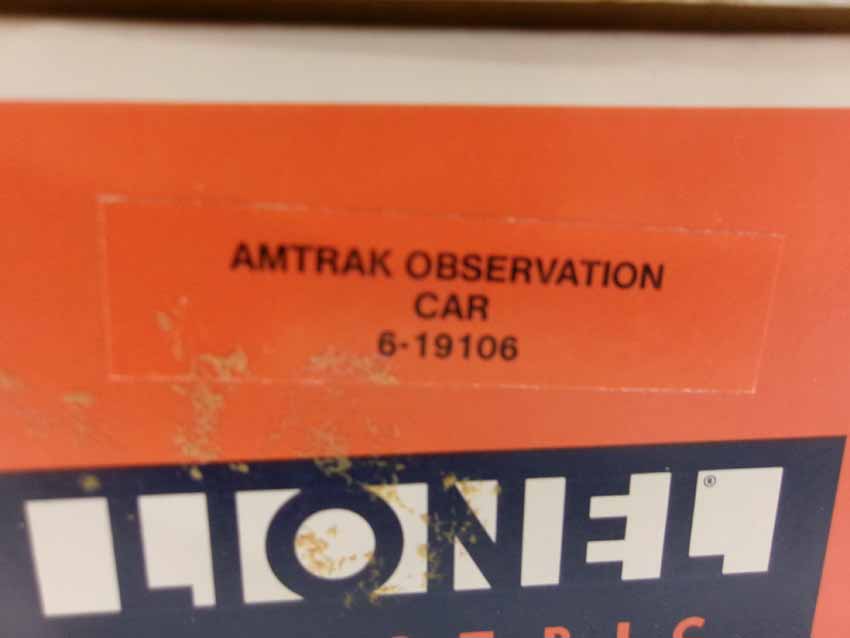 AMTRAK OBSERVATION
CAR
6-19106
LIONEL®